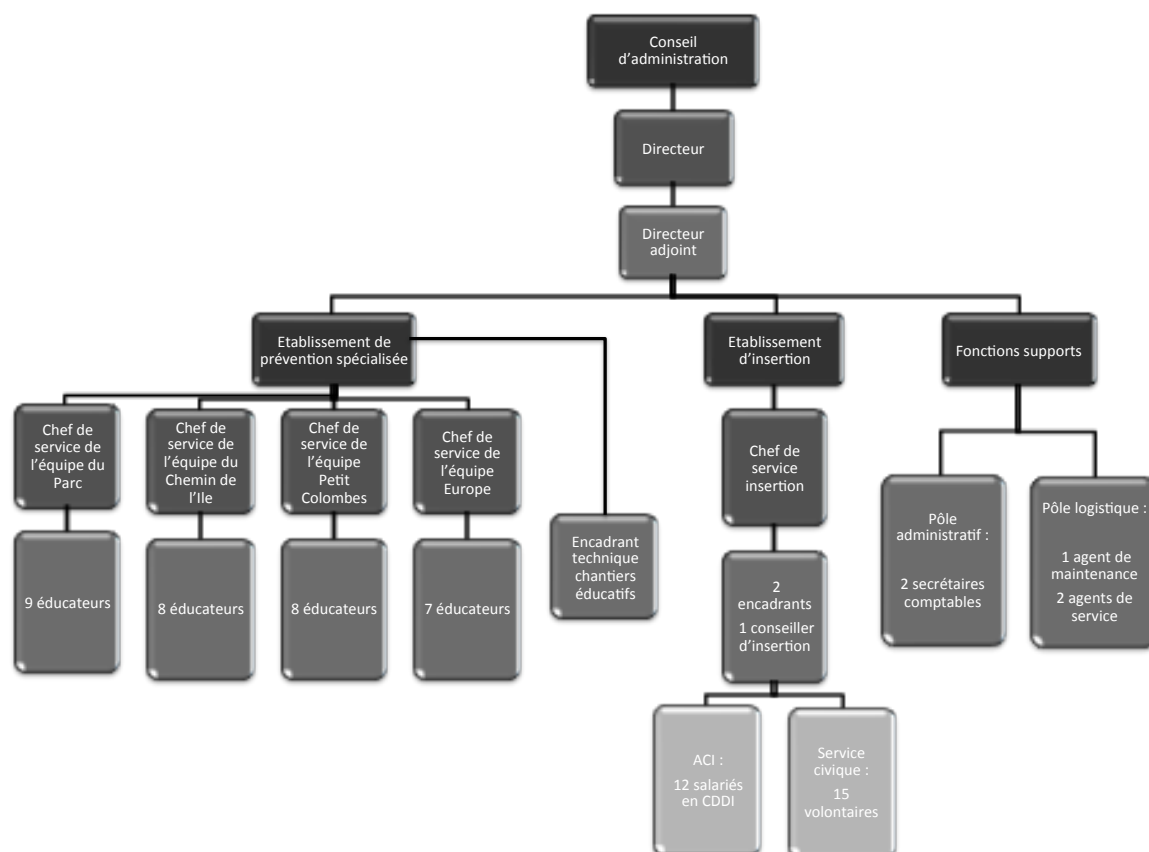 Conseil
d’administration
Directeur
Directeur
adjoint
Etablissement de
prévention spécialisée
Etablissement
d’insertion
Fonctions supports
Chef de
service de
l’équipe du
Parc
Chef de
service de
l’équipe du
Chemin de
l’Ile
Chef de
service de
l’équipe
Petit
Colombes
Chef de
service de
l’équipe
Europe
Chef de
service
insertion
9 éducateurs
8 éducateurs
8 éducateurs
7 éducateurs
Encadrant
technique
chantiers
éducatifs
2
encadrants
1 conseiller
d’insertion
Pôle
administratif :
2 secrétaires
comptables
Pôle logistique :
1 agent de
maintenance
2 agents de
service
ACI :
12 salariés
en CDDI
Service
civique :
15
volontaires